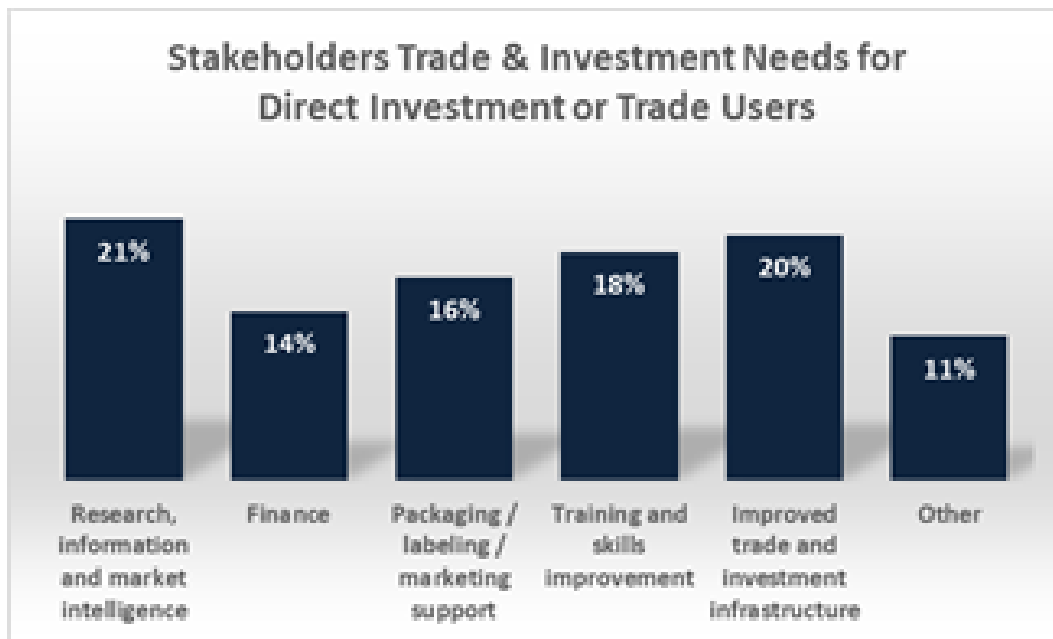 Stakeholders Trade & Investment Needs for
Direct Investment or Trade Users
21%
14%
16%
18%
20%
11%
Research,
information
and market
intelligence
Finance
Packaging /
labeling /
marketing
support
Training and
skills
improvement
Improved
trade and
investment
infrastructure
Other